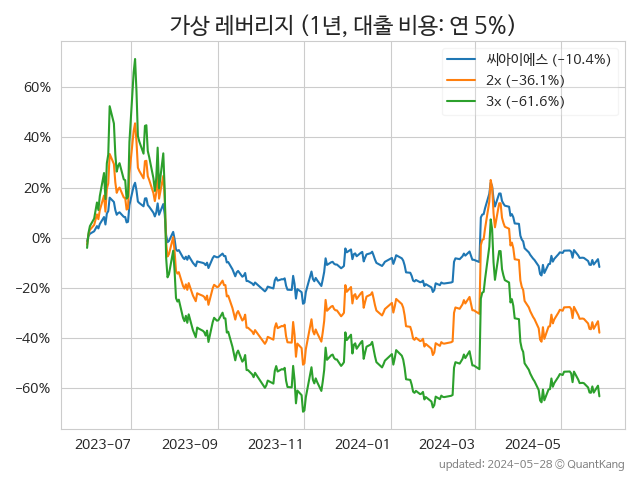 가상 레버리지 (1년, 대출 비용: 연 5%)
씨아이에스 (−10.4%)
2x (−36.1%)
3x (−61.6%)
60%
40%
20%
0%
−20%
−40%
−60%
2023-07
2023-09
2023-11
2024-01
2024-03
2024-05
updated: 2024-05-28 © QuantKang